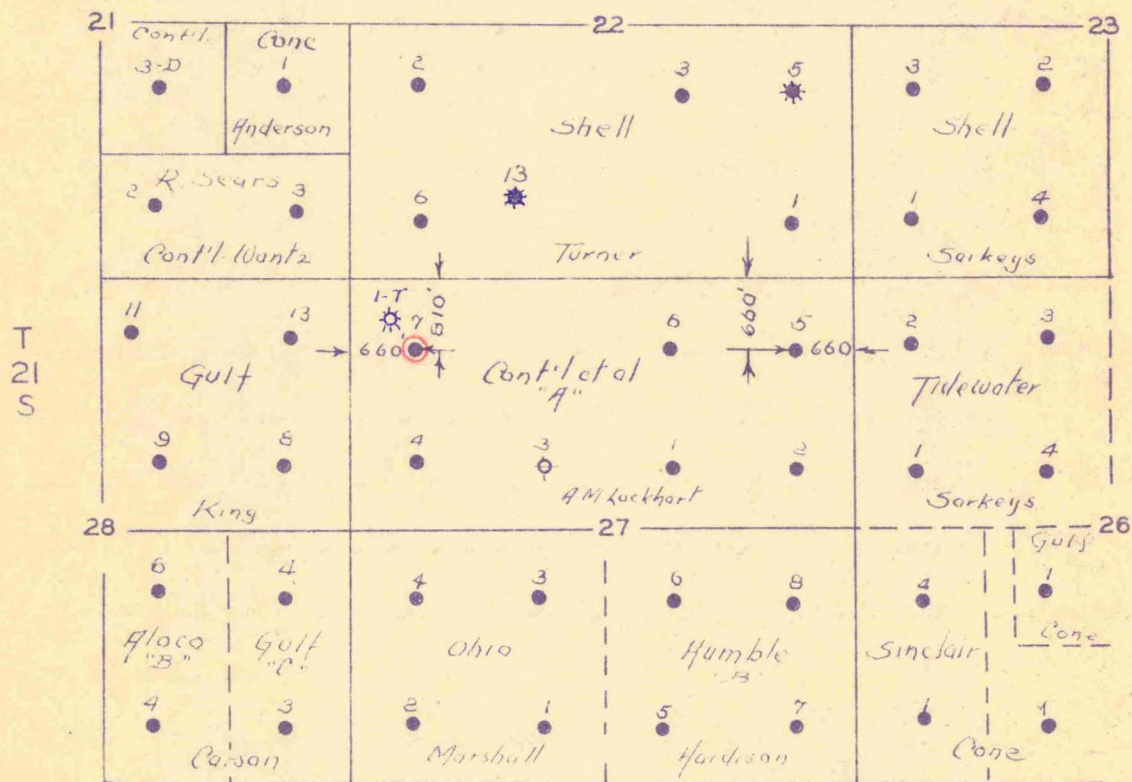 21 22 23
Cont'l. Cone
3-D 1 2 3 5 3 2
Anderson Shell Shell
R. Sears 13
2 3 6 1 1 4
Cont'l-Wantz Turner Sarkeys
1-T
11 13 7 810' 6 660' 5 2 3
660' 660
T
21
S
Gulf Cont'l et al Tidewater
"A"
9 8 4 3 1 2 1 4
A M Lockhart
King Sarkeys
28 27 26
Gulf
6 4 4 3 6 8 4 1
Cone
Gulf Ohio Humble Sinclair
"B" "C" "B"
4 3 2 1 5 7 1 1
Carson Marshall Hardison Cone